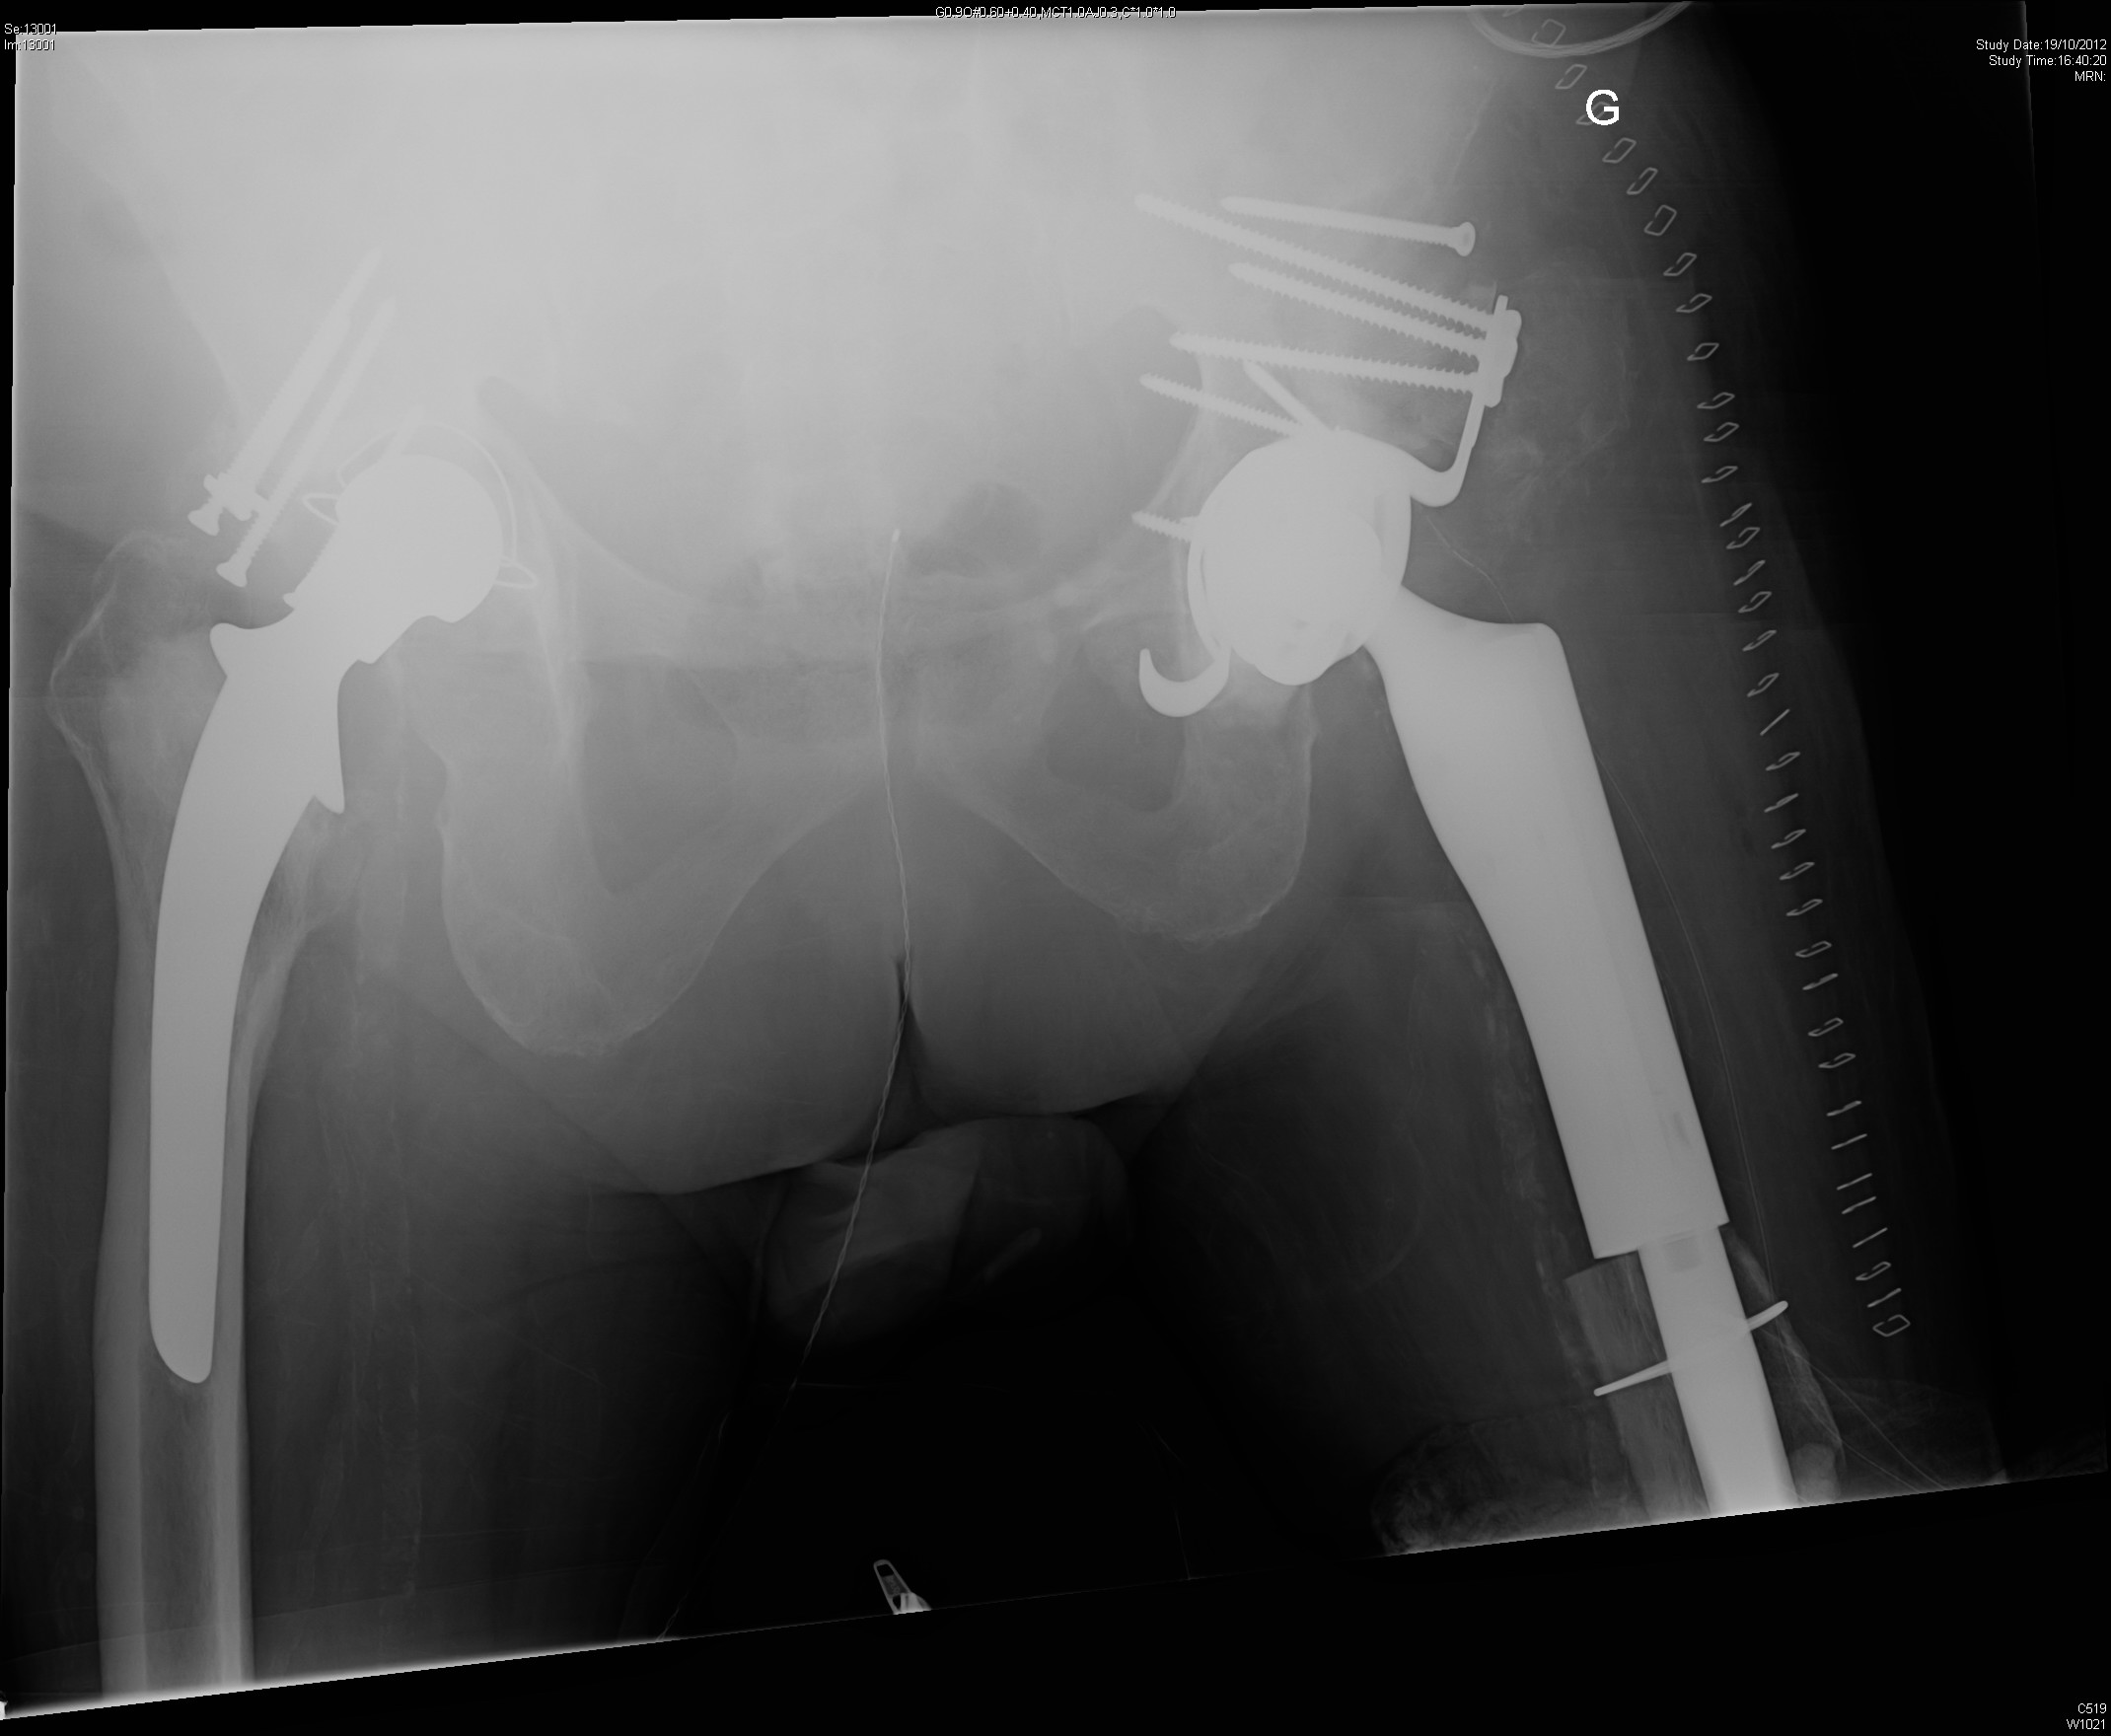 G0.9O#0.60+0.40,MCT1.0AJ0.3,C*1.0*1.0
Se:13001
Im:13001
Study Date:19/10/2012
Study Time:16:40:20
MRN:
G
C519
W1021